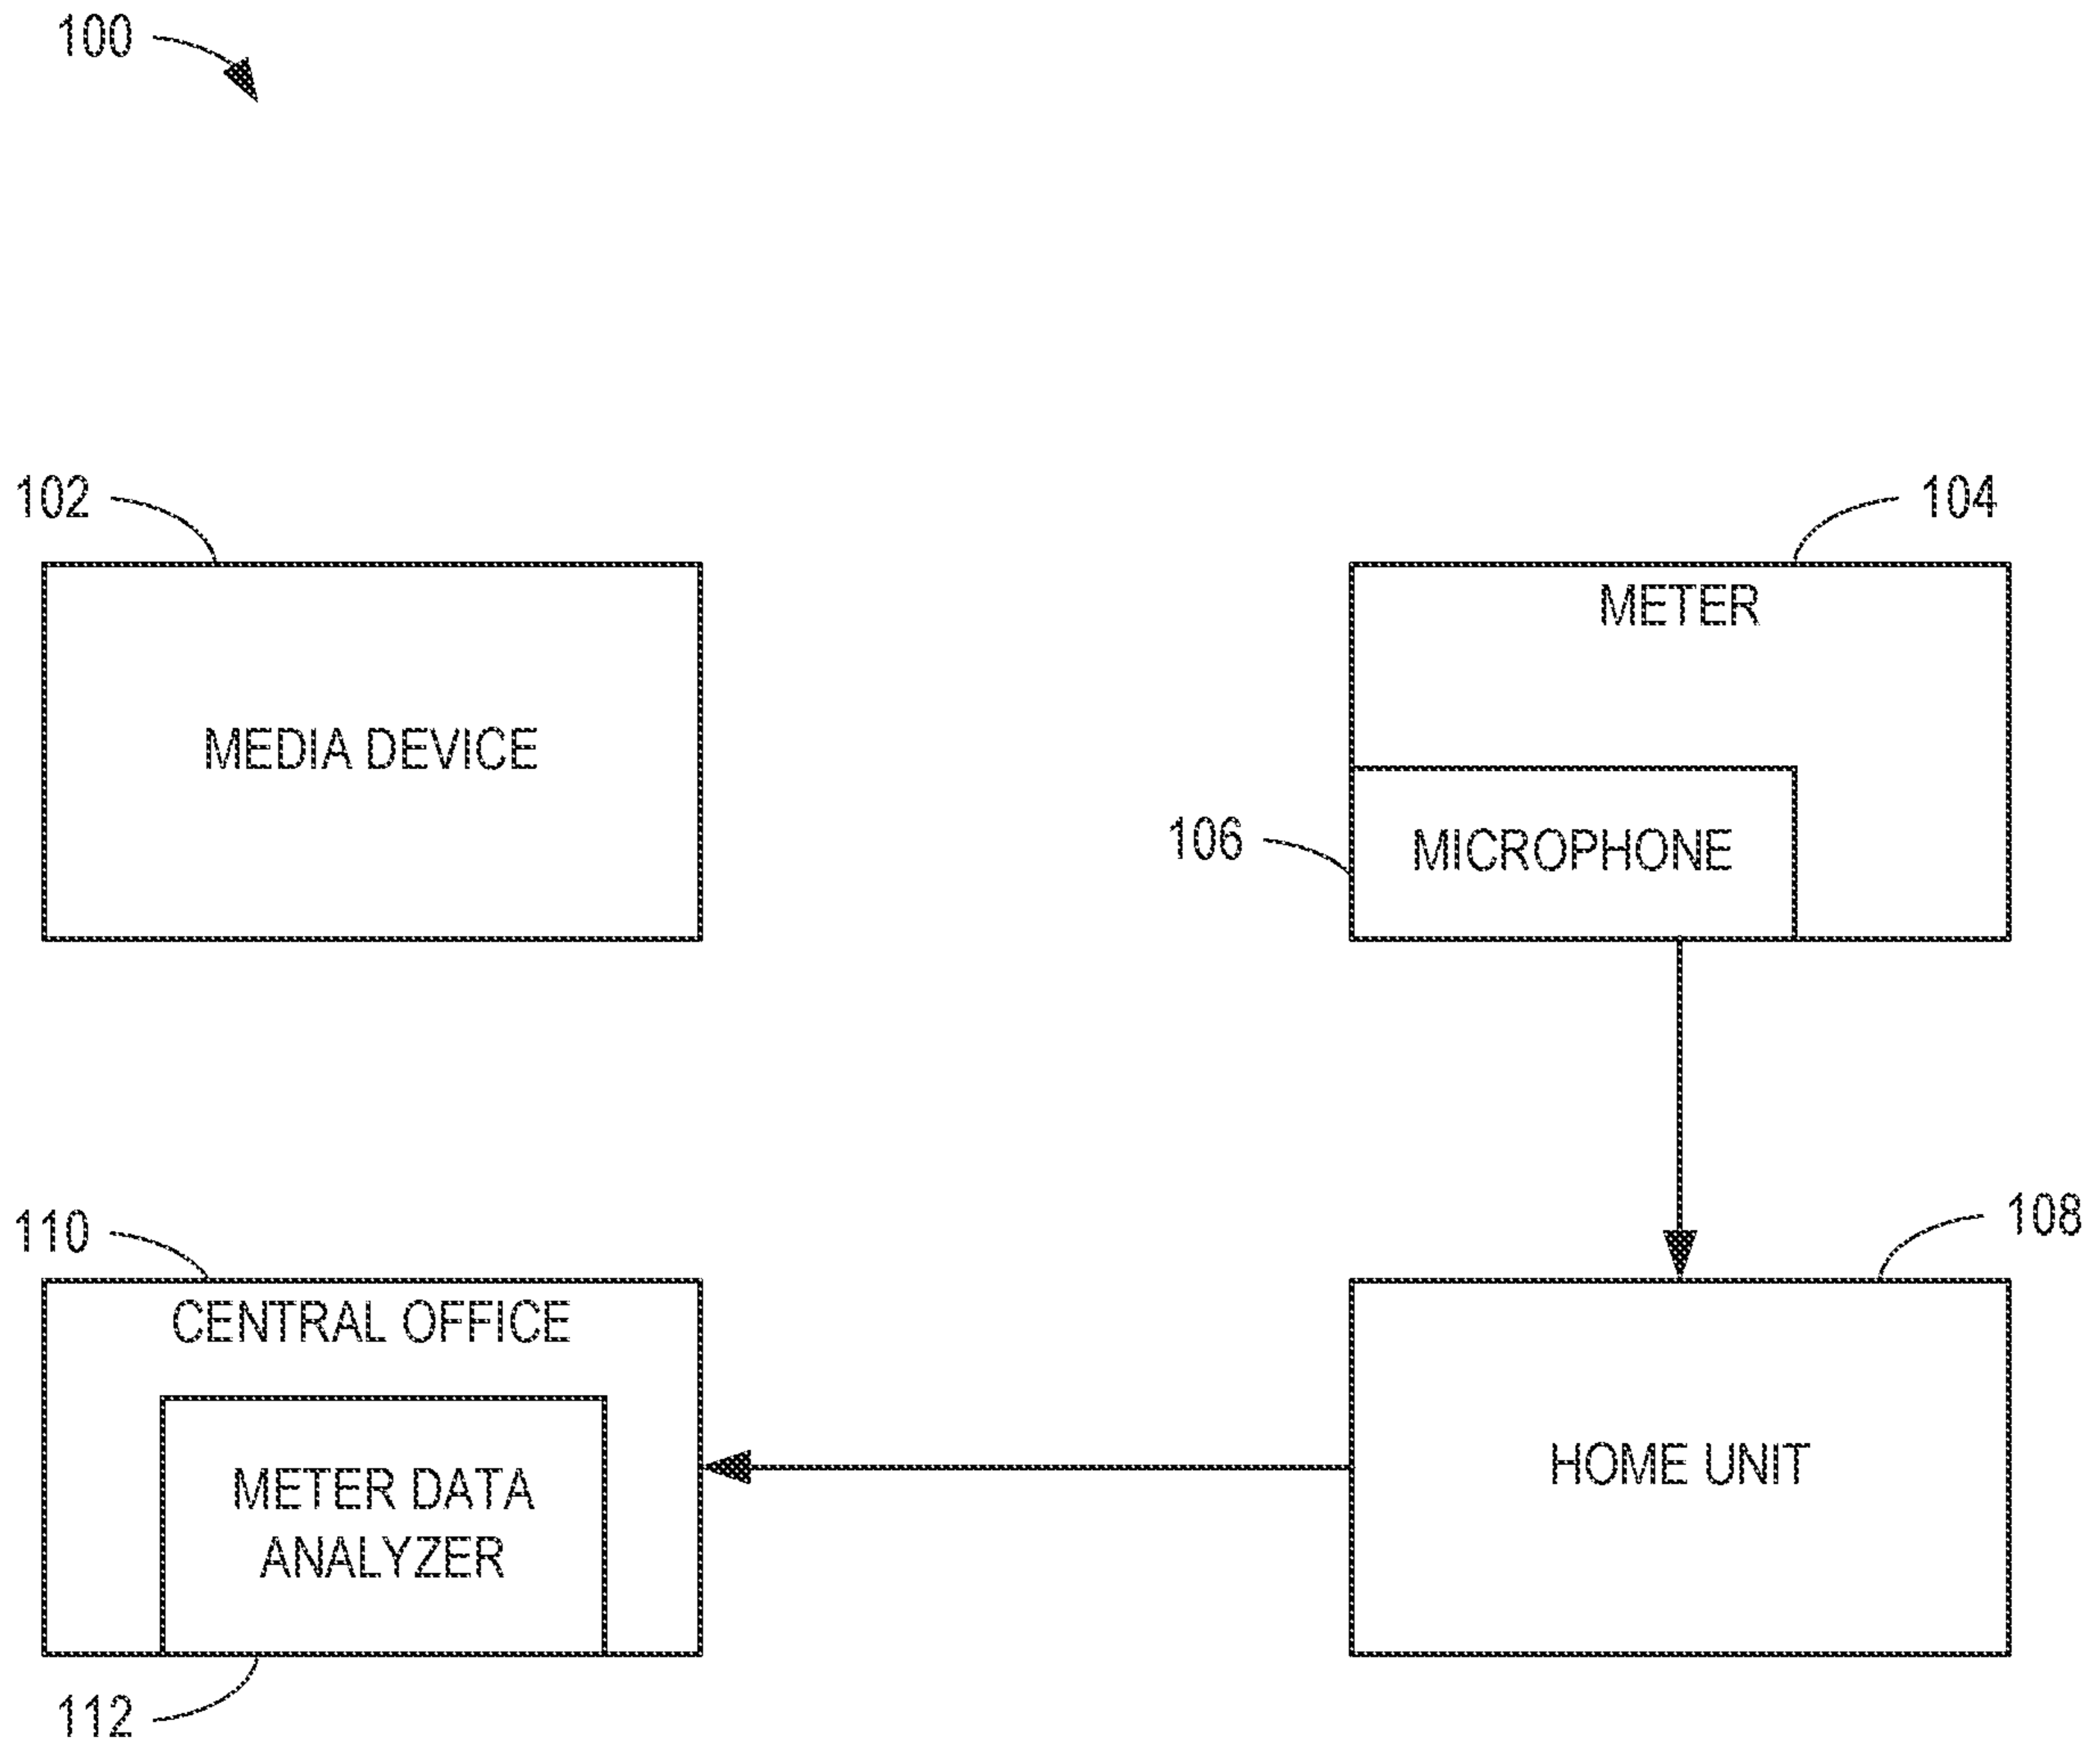 100
102
104
MEDIA DEVICE
METER
106
MICROPHONE
110
108
CENTRAL OFFICE
METER DATA
ANALYZER
HOME UNIT
112